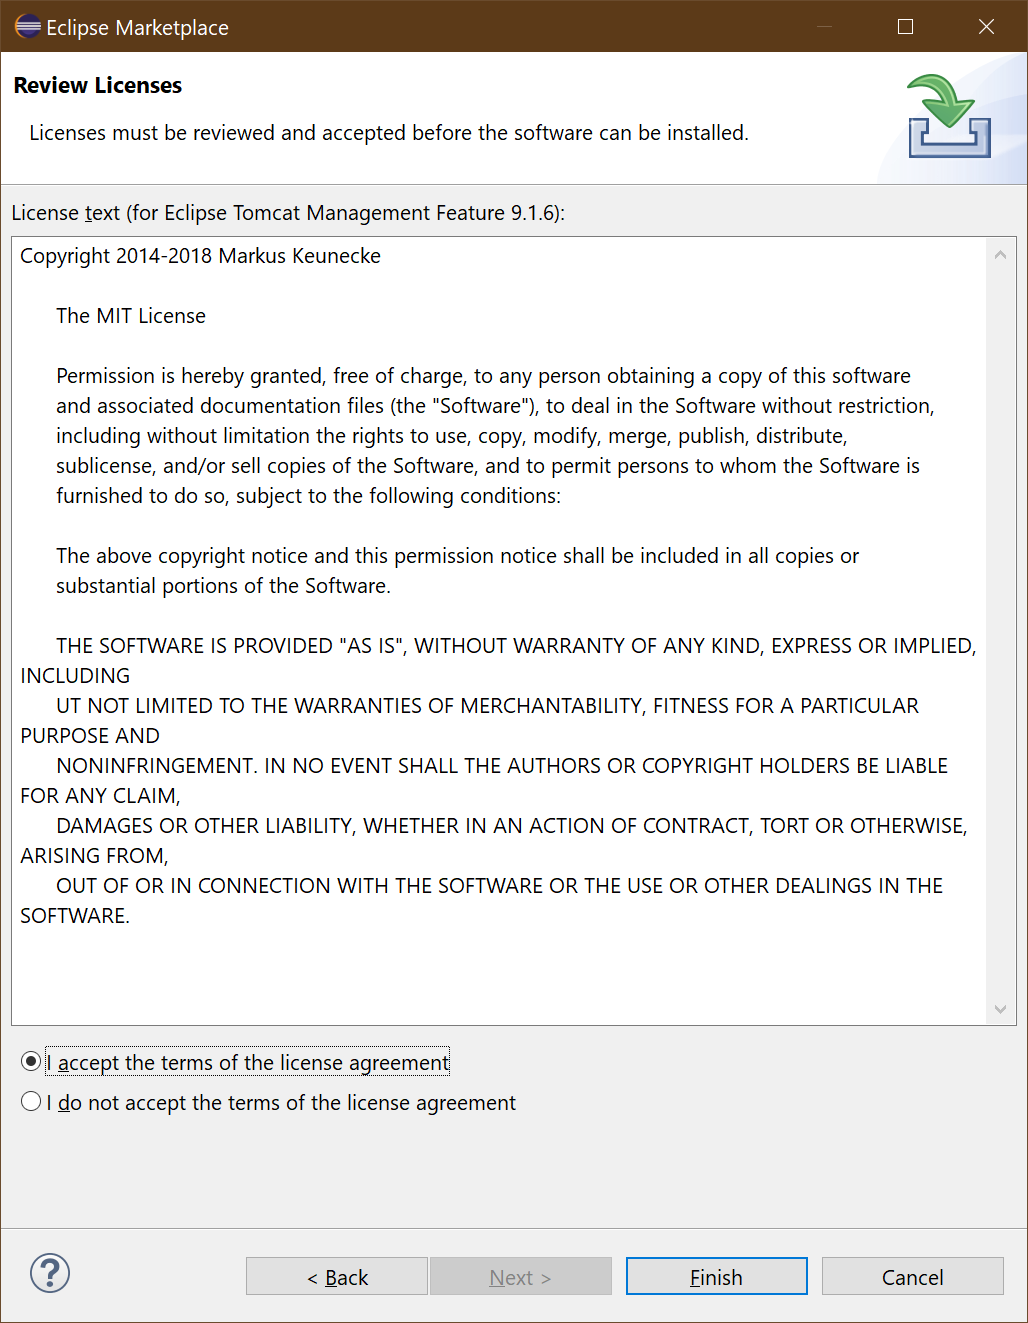 Eclipse Marketplace
Review Licenses
Licenses must be reviewed and accepted before the software can be installed.
License text (for Eclipse Tomcat Management Feature 9.1.6):
Copyright 2014-2018 Markus Keunecke
The MIT License
Permission is hereby granted, free of charge, to any person obtaining a copy of this software
and associated documentation files (the "Software"), to deal in the Software without restriction,
including without limitation the rights to use, copy, modify, merge, publish, distribute,
sublicense, and/or sell copies of the Software, and to permit persons to whom the Software is
furnished to do so, subject to the following conditions:
The above copyright notice and this permission notice shall be included in all copies or
substantial portions of the Software.
THE SOFTWARE IS PROVIDED "AS IS", WITHOUT WARRANTY OF ANY KIND, EXPRESS OR IMPLIED,
INCLUDING
UT NOT LIMITED TO THE WARRANTIES OF MERCHANTABILITY, FITNESS FOR A PARTICULAR
PURPOSE AND
NONINFRINGEMENT. IN NO EVENT SHALL THE AUTHORS OR COPYRIGHT HOLDERS BE LIABLE
FOR ANY CLAIM,
DAMAGES OR OTHER LIABILITY, WHETHER IN AN ACTION OF CONTRACT, TORT OR OTHERWISE,
ARISING FROM,
OUT OF OR IN CONNECTION WITH THE SOFTWARE OR THE USE OR OTHER DEALINGS IN THE
SOFTWARE.
I accept the terms of the license agreement
I do not accept the terms of the license agreement
? < Back Next > Finish Cancel